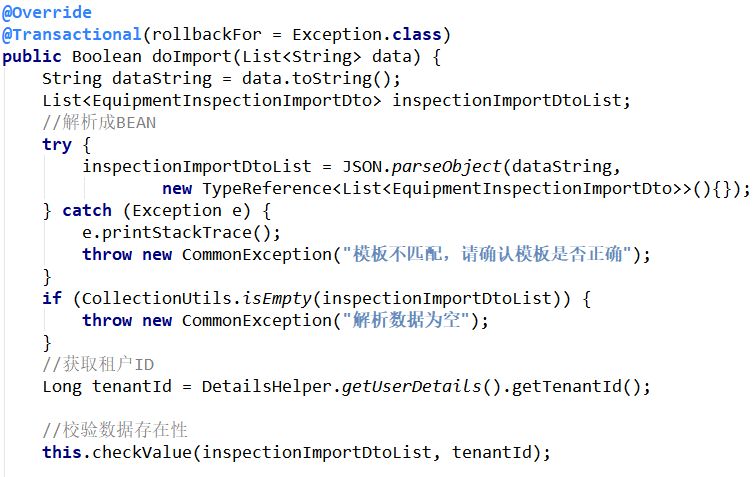 @Override
@Transactional(rollbackFor = Exception.class)
public Boolean doImport(List<String> data) {
    String dataString = data.toString();
    List<EquipmentInspectionImportDto> inspectionImportDtoList;
    //解析成BEAN
    try {
        inspectionImportDtoList = JSON.parseObject(dataString,
                new TypeReference<List<EquipmentInspectionImportDto>>(){});
    } catch (Exception e) {
        e.printStackTrace();
        throw new CommonException("模板不匹配，请确认模板是否正确");
    }
    if (CollectionUtils.isEmpty(inspectionImportDtoList)) {
        throw new CommonException("解析数据为空");
    }
    //获取租户ID
    Long tenantId = DetailsHelper.getUserDetails().getTenantId();

    //校验数据存在性
    this.checkValue(inspectionImportDtoList, tenantId);